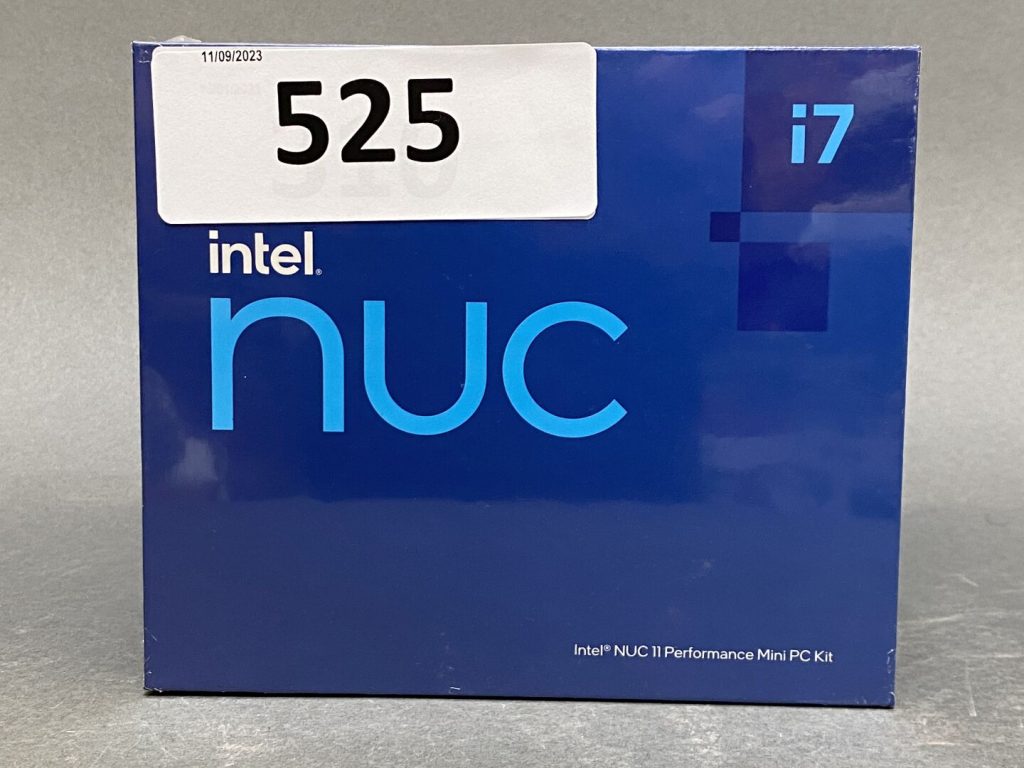 11/09/2023
525
i7
intel.
nuc
Intel® NUC 11 Performance Mini PC Kit